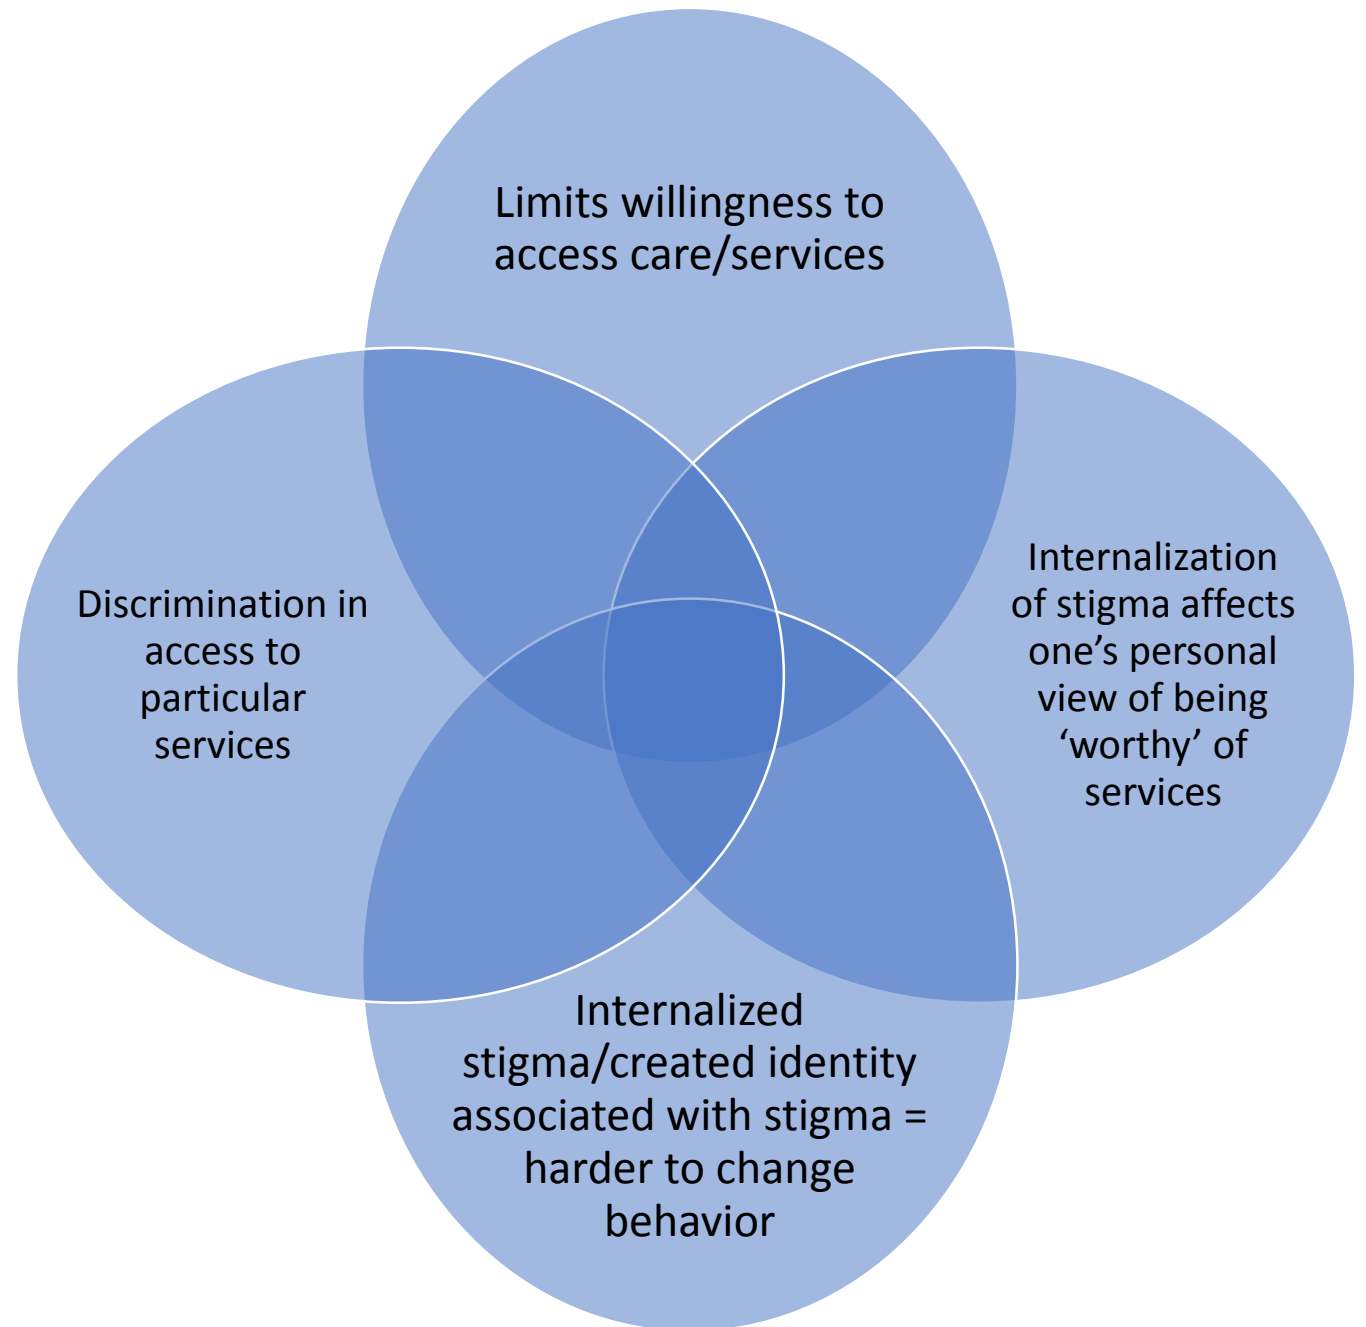 Limits willingness to
access care/services
Discrimination in
access to
particular
services
Internalization
of stigma affects
one’s personal
view of being
‘worthy’ of
services
Internalized
stigma/created identity
associated with stigma =
harder to change
behavior